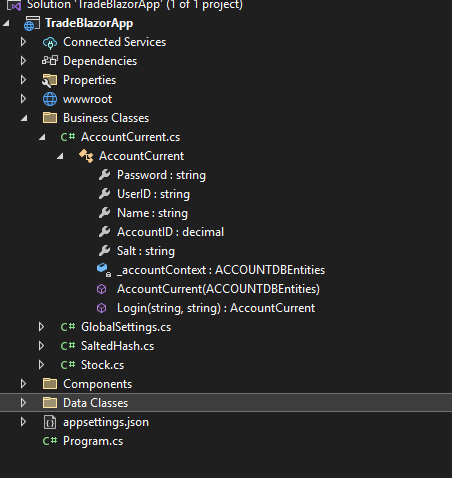 Solution 'TradeBlazorApp' (1 of 1 project)
TradeBlazorApp
Connected Services
Dependencies
Properties
wwwroot
Business Classes
C# AccountCurrent.cs
AccountCurrent
Password : string
UserID : string
Name : string
AccountID : decimal
Salt : string
_accountContext : ACCOUNTDBEntities
AccountCurrent(ACCOUNTDBEntities)
Login(string, string) : AccountCurrent
C# GlobalSettings.cs
C# SaltedHash.cs
C# Stock.cs
Components
Data Classes
appsettings.json
C# Program.cs